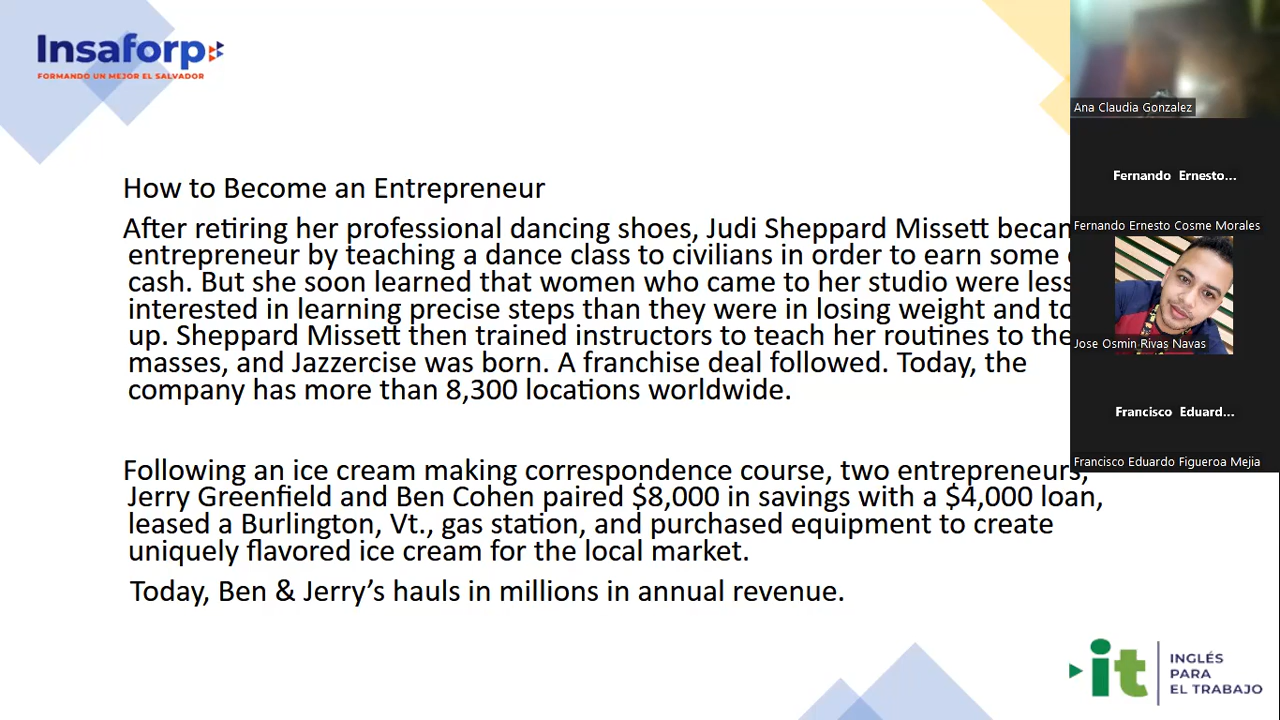 Insaforp
FORMANDO UN MEJOR EL SALVADOR
How to Become an Entrepreneur
After retiring her professional dancing shoes, Judi Sheppard Missett becam
entrepreneur by teaching a dance class to civilians in order to earn some
cash. But she soon learned that women who came to her studio were less
interested in learning precise steps than they were in losing weight and to
up. Sheppard Missett then trained instructors to teach her routines to the
masses, and Jazzercise was born. A franchise deal followed. Today, the
company has more than 8,300 locations worldwide.
Following an ice cream making correspondence course, two entrepreneurs,
Jerry Greenfield and Ben Cohen paired $8,000 in savings with a $4,000 loan,
leased a Burlington, Vt., gas station, and purchased equipment to create
uniquely flavored ice cream for the local market.
Today, Ben & Jerry's hauls in millions in annual revenue.
Ana Claudia Gonzalez
Fernando Ernesto...
Fernando Ernesto Cosme Morales
Jose Osmin Rivas Navas
Francisco Eduard...
Francisco Eduardo Figueroa Mejia
it
INGLÉS
PARA
EL TRABAJO